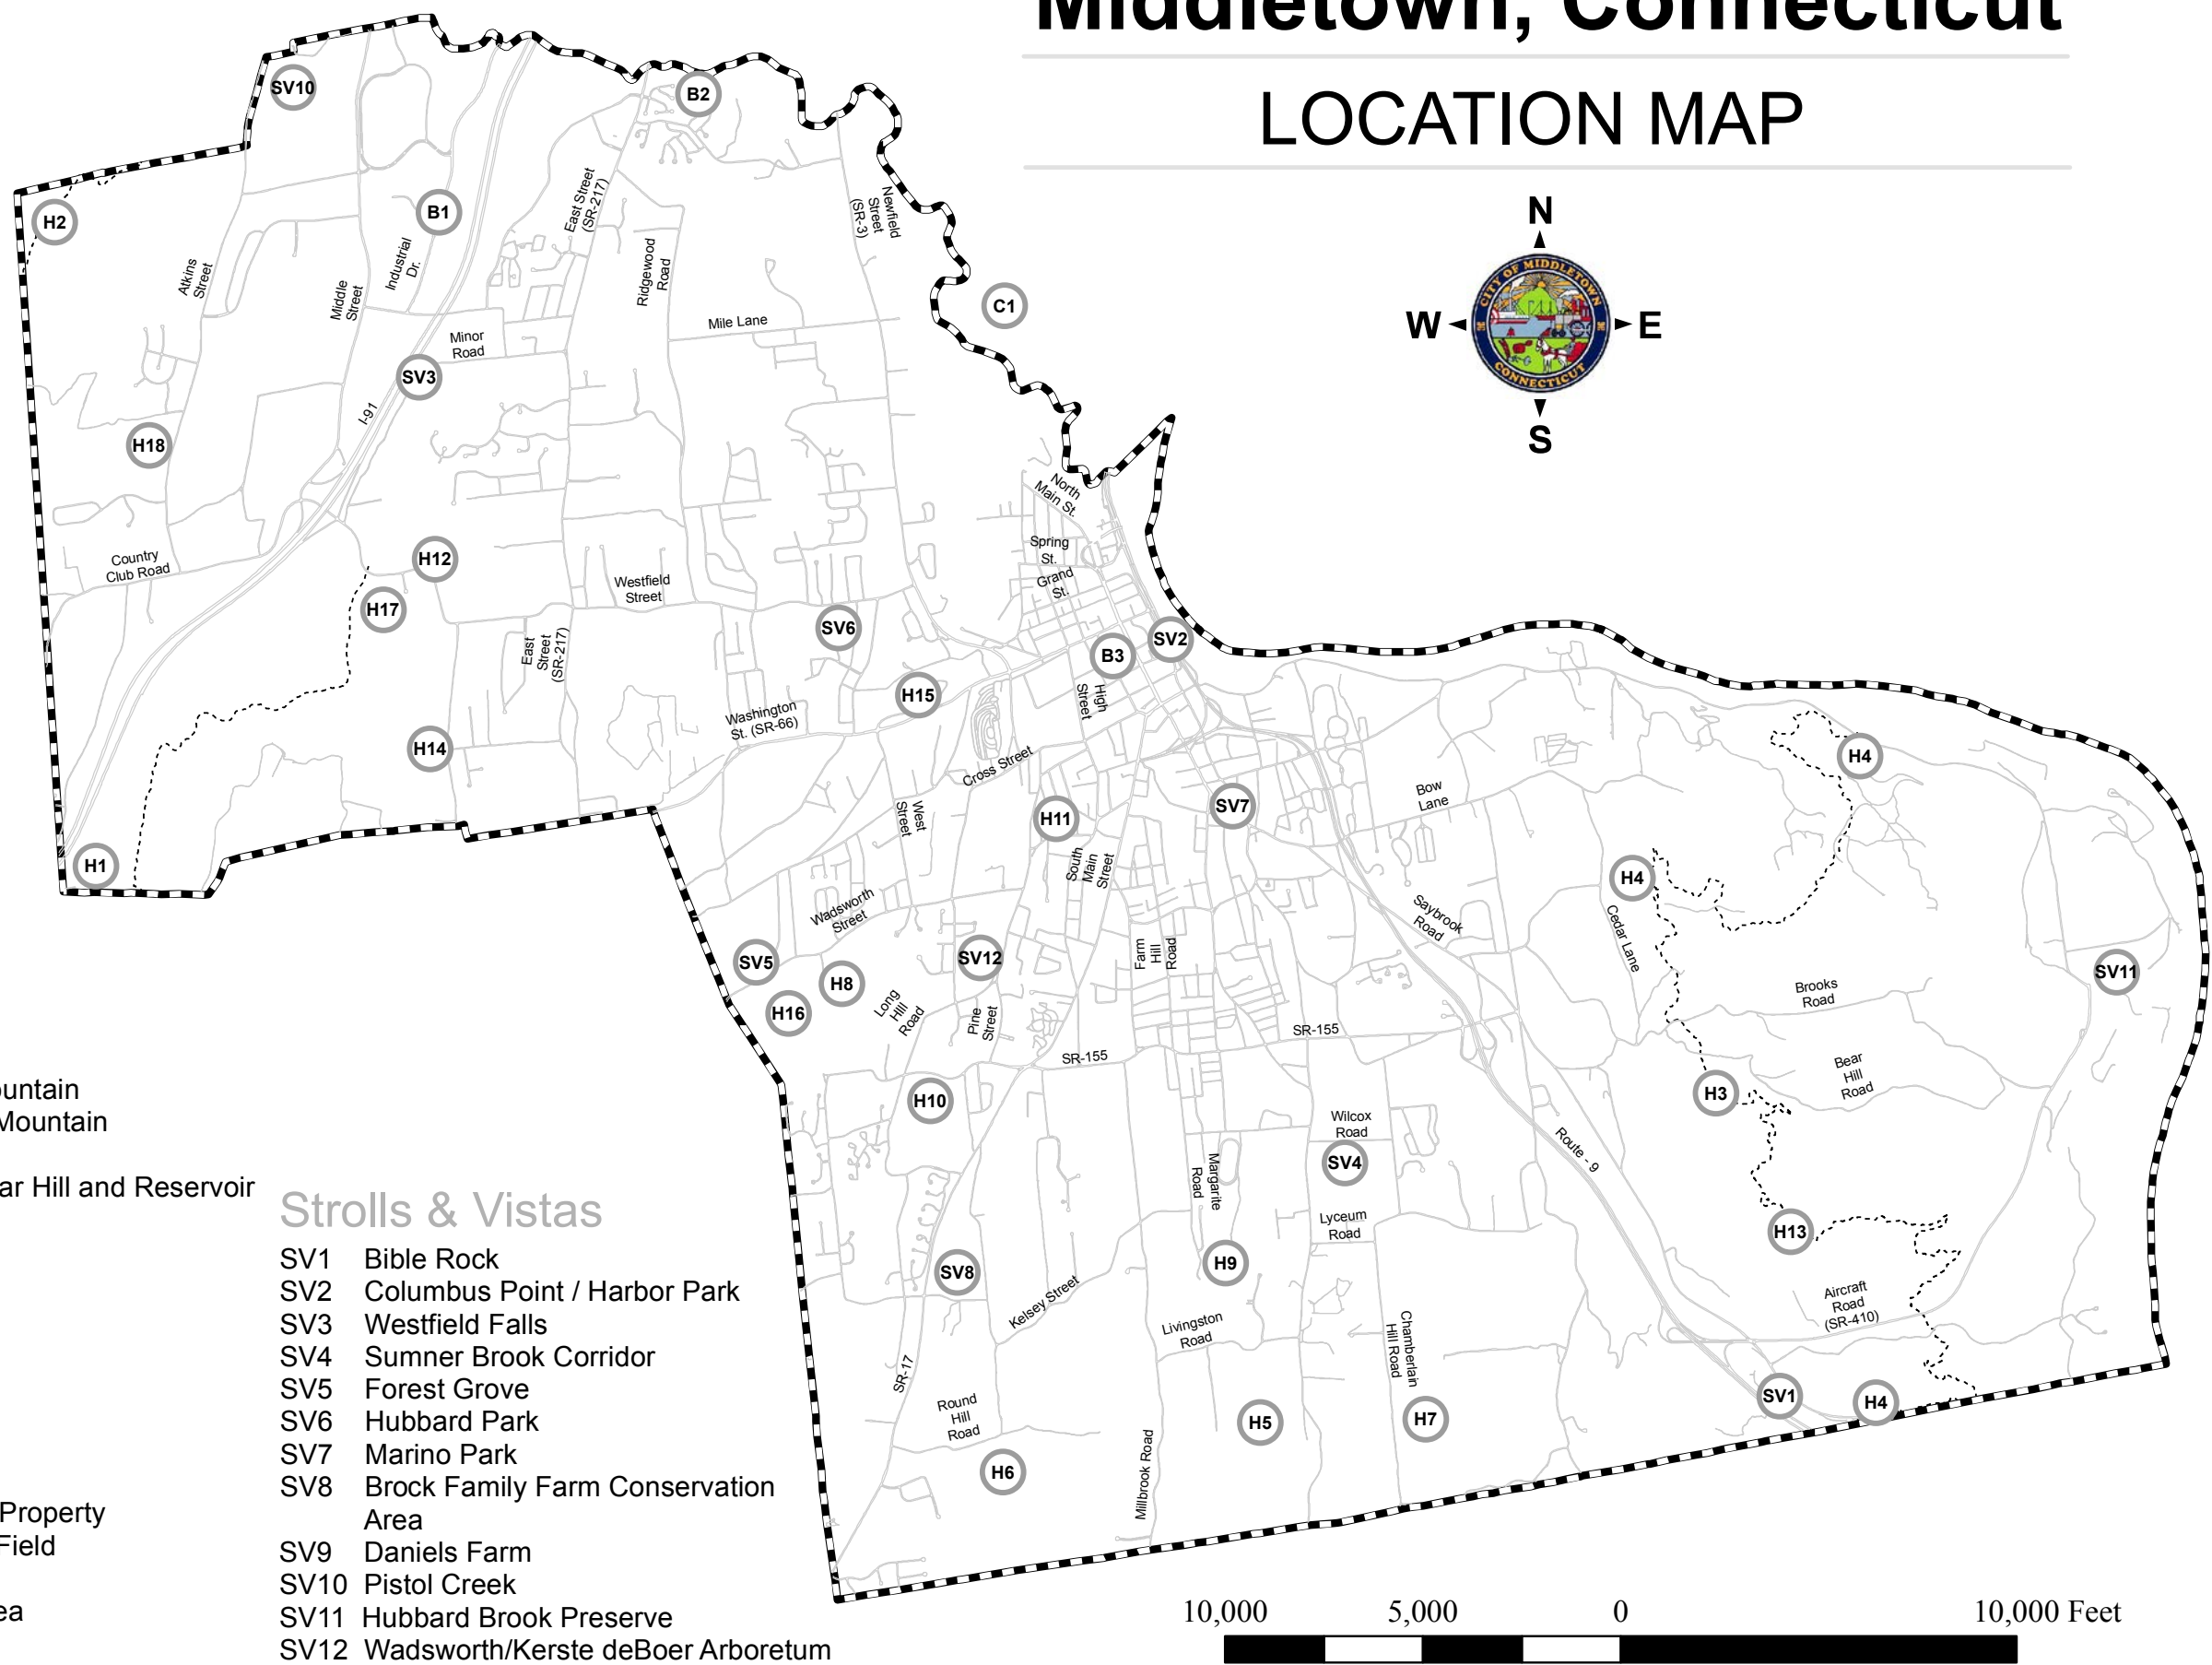 Middletown, Connecticut
LOCATION MAP
N
W
E
S
CITY OF MIDDLETOWN
CONNECTICUT
SV10
B2
H2
B1
East Street
(SR-217)
Newfield
Street
(SR-3)
Atkins
Street
Middle
Street
Industrial
Dr.
Ridgewood
Road
C1
Minor
Road
Mile Lane
SV3
I-91
H18
North
Main St.
Spring
St.
Grand
St.
Country
Club Road
H12
Westfield
Street
H17
SV6
East
Street
(SR-217)
B3
SV2
H15
High
Street
Washington
St. (SR-66)
H14
Cross Street
H4
Bow
Lane
SV7
West
Street
H11
H1
South
Main
Street
H4
Wadsworth
Street
Saybrook
Road
Cedar Lane
Farm
Hill
Road
SV12
SV5
H8
SV11
H16
Long
Hill
Road
Pine
Street
Brooks
Road
SR-155
SR-155
Bear
Hill
Road
H3
H10
Wilcox
Road
Route - 9
SV4
Margarite
Road
Lyceum
Road
H13
H9
SV8
Kelsey Street
Livingston
Road
Aircraft
Road
(SR-410)
Chamberlain
Hill Road
SR-17
SV1
H4
Round
Hill
Road
H5
H7
H6
Millbrook Road
ountain
Mountain
ar Hill and Reservoir
Property
Field
ea
Strolls & Vistas
SV1 Bible Rock
SV2 Columbus Point / Harbor Park
SV3 Westfield Falls
SV4 Sumner Brook Corridor
SV5 Forest Grove
SV6 Hubbard Park
SV7 Marino Park
SV8 Brock Family Farm Conservation
Area
SV9 Daniels Farm
SV10 Pistol Creek
SV11 Hubbard Brook Preserve
SV12 Wadsworth/Kerste deBoer Arboretum
10,000 5,000 0 10,000 Feet